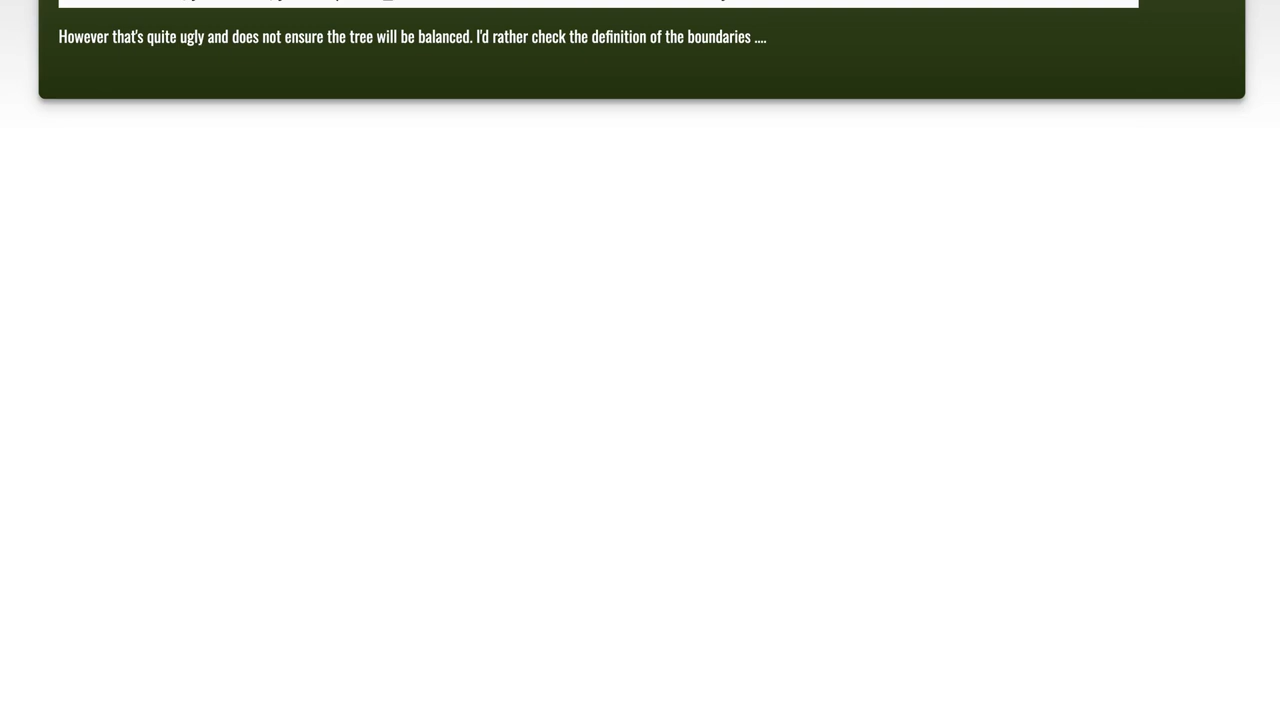 However that's quite ugly and does not ensure the tree will be balanced. I'd rather check the definition of the boundaries ....